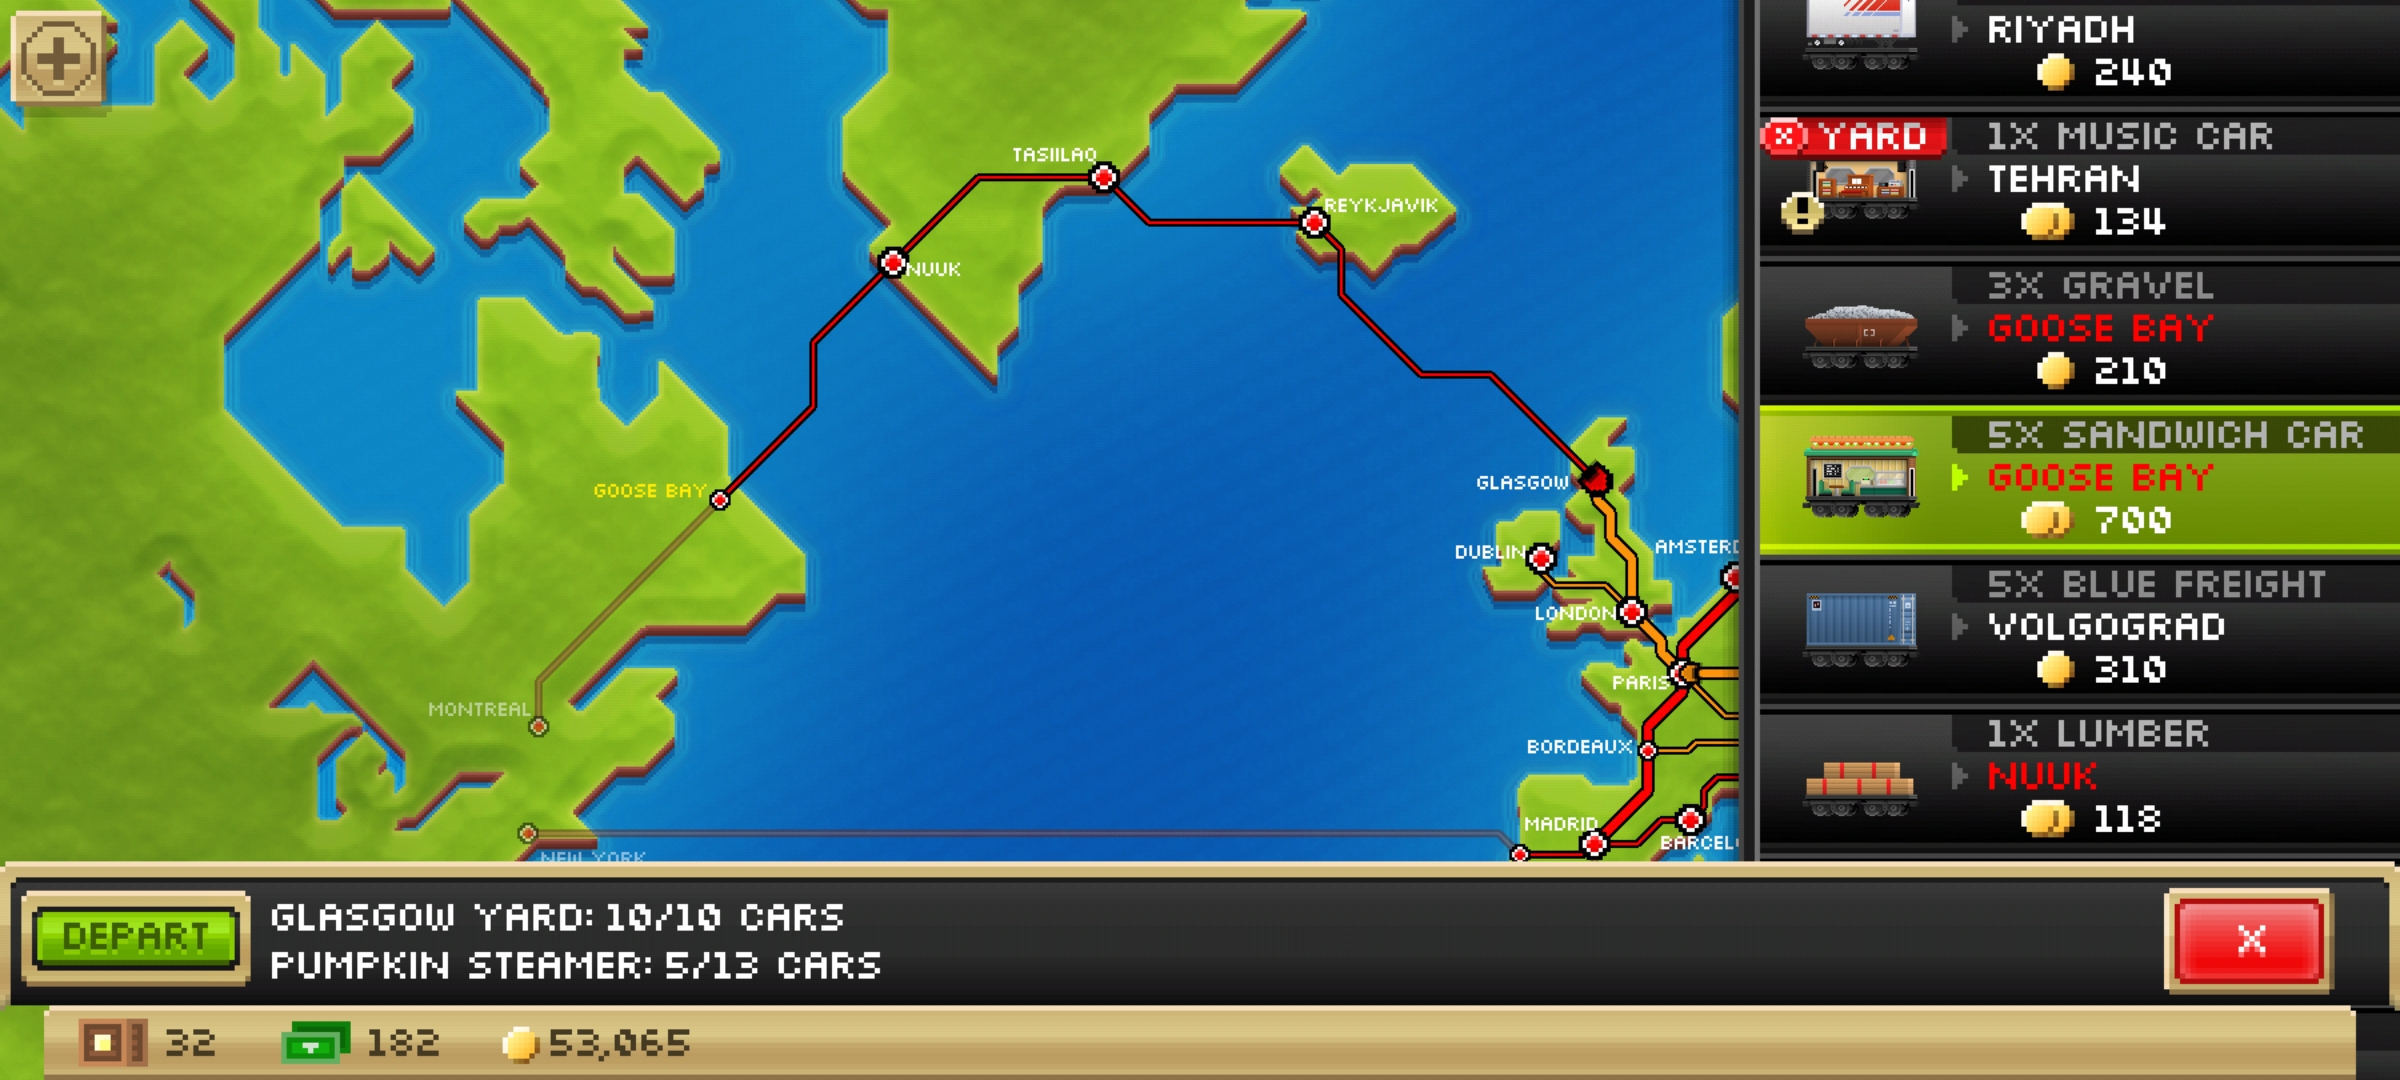 TASIILAQ
REYKJAVIK
NUUK
GOOSE BAY
GLASGOW
DUBLIN
AMSTERD
LONDON
PARIS
MONTREAL
BORDEAUX
MADRID
BARCEL
NEW YORK
RIYADH
240
YARD
1X MUSIC CAR
TEHRAN
134
3X GRAVEL
GOOSE BAY
210
5X SANDWICH CAR
GOOSE BAY
700
5X BLUE FREIGHT
VOLGOGRAD
310
1X LUMBER
NUUK
118
DEPART
GLASGOW YARD: 10/10 CARS
PUMPKIN STEAMER: 5/13 CARS
X
32
182
53,065